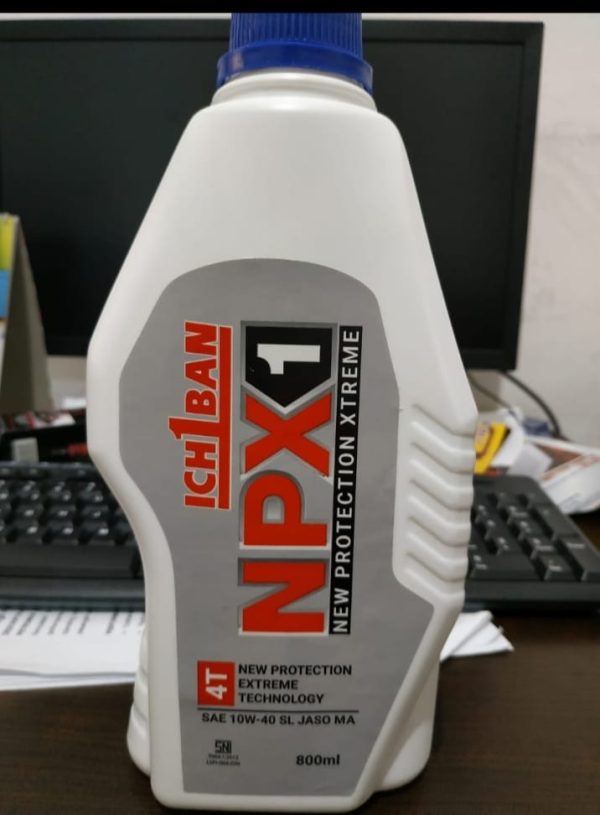 ICH1BAN
NPX1
NEW PROTECTION XTREME
4T
NEW PROTECTION
EXTREME
TECHNOLOGY
SAE 10W-40 SL JASO MA
SNI
800ml